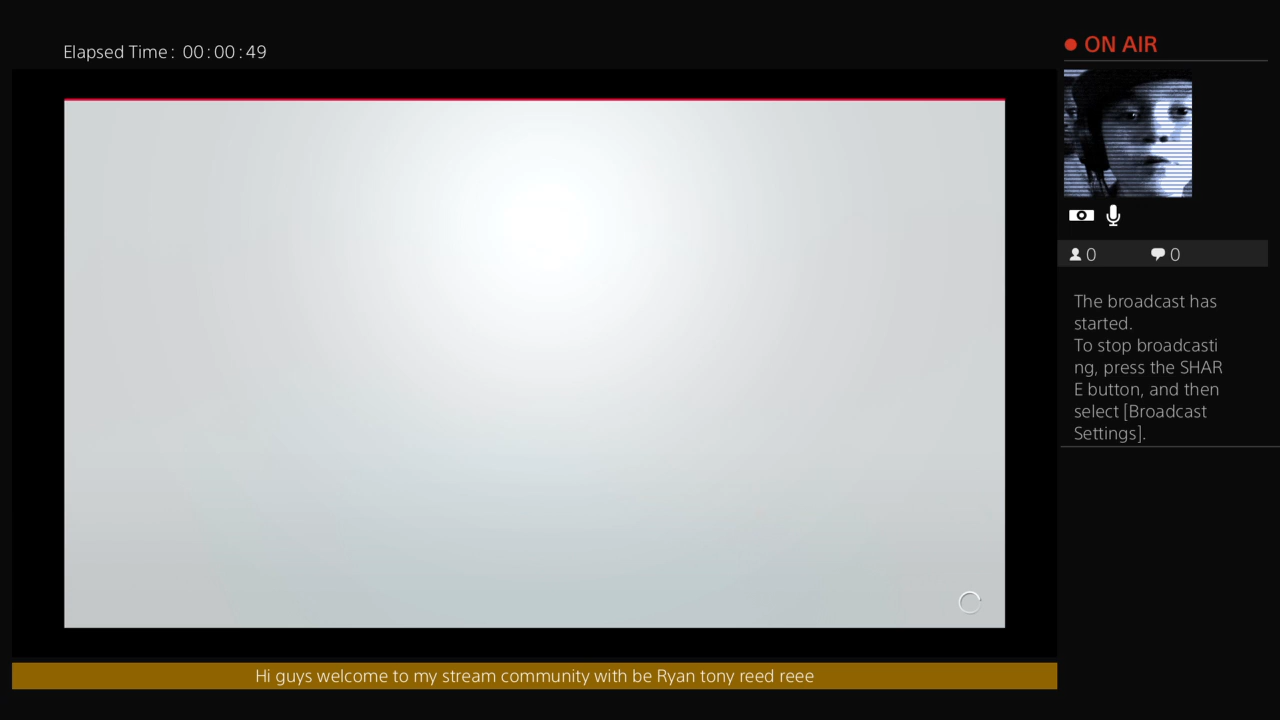 Elapsed Time: 00:00:49
ON AIR
0 0
The broadcast has
started.
To stop broadcasti
ng, press the SHAR
E button, and then
select [Broadcast
Settings].
Hi guys welcome to my stream community with be Ryan tony reed reee